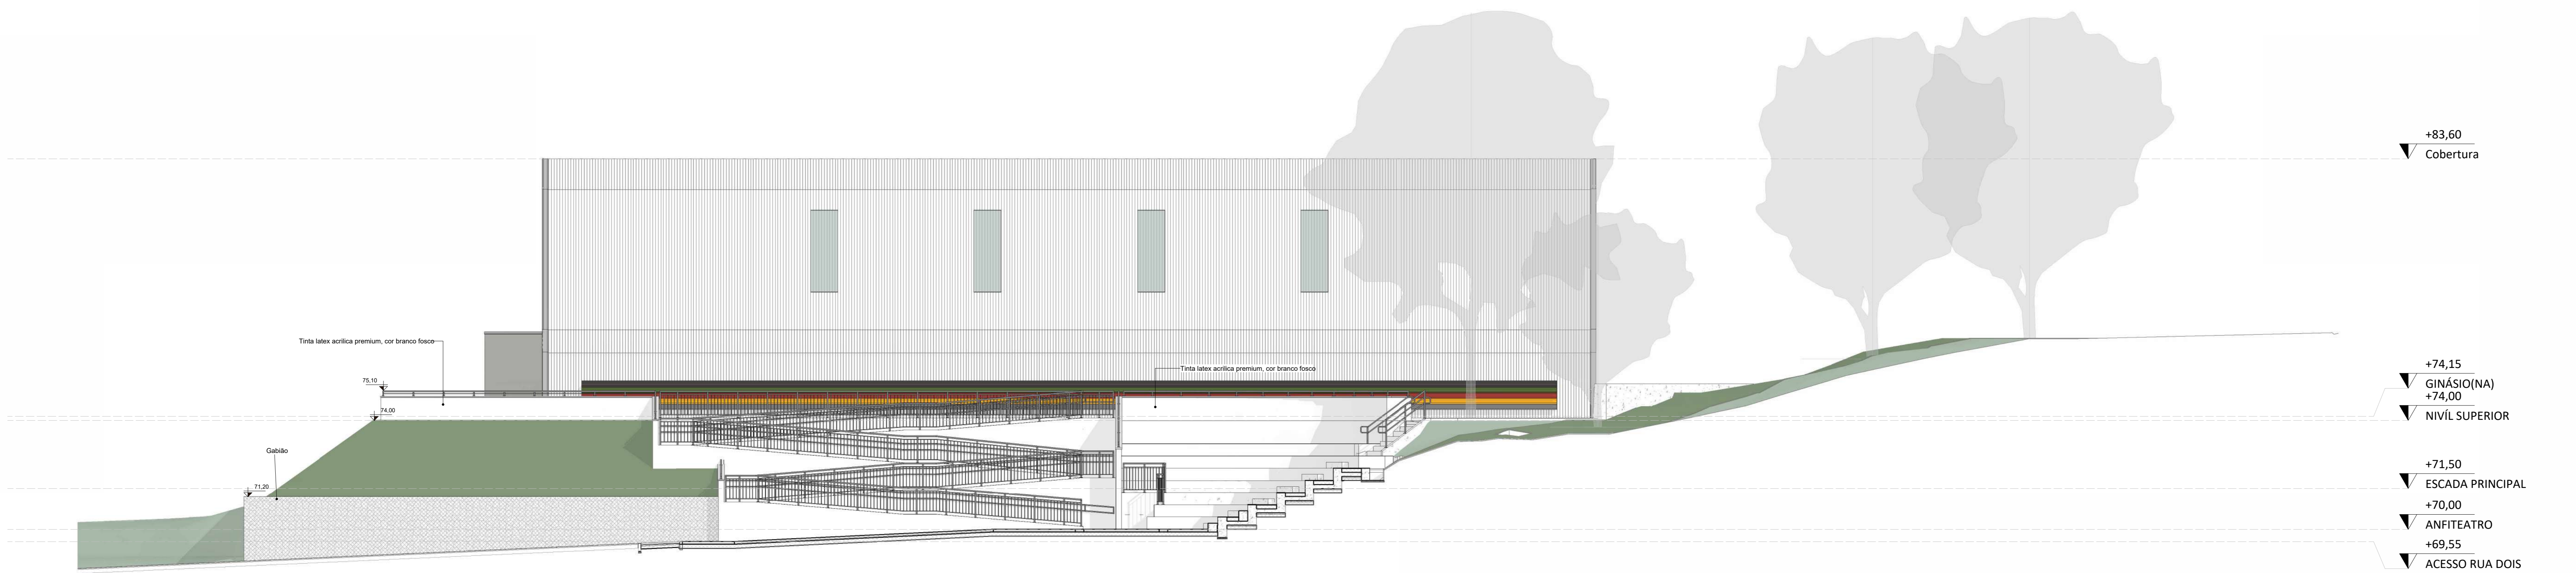 +83,60
Cobertura
Tinta latex acrilica premium, cor branco fosco
Tinta latex acrilica premium, cor branco fosco
75,10
74,00
+74,15
GINÁSIO(NA)
+74,00
NIVÍL SUPERIOR
Gabião
71,20
+71,50
ESCADA PRINCIPAL
+70,00
ANFITEATRO
+69,55
ACESSO RUA DOIS